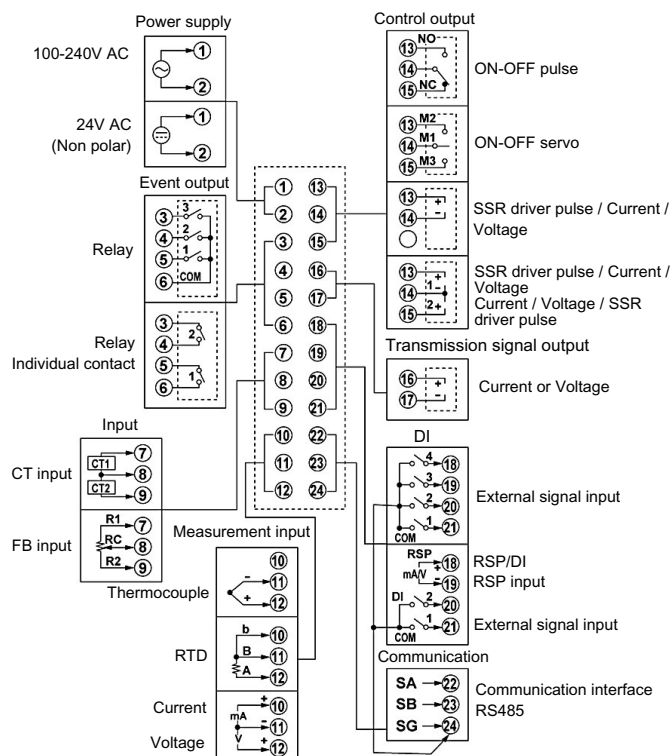 Power supply
100-240V AC
1
2
24V AC
(Non polar)
1
2
Event output
Relay
3
4
5
6
3
2
1
COM
Relay
Individual contact
3
4
5
6
2
1
Input
CT input
CT1
CT2
7
8
9
FB input
R1
RC
R2
7
8
9
Measurement input
Thermocouple
10
- 11
+ 12
RTD
b 10
B 11
A 12
Current
Voltage
mA
V
+ 10
- 11
+ 12
1 13
2 14
3 15
4 16
5 17
6 18
7 19
8 20
9 21
10 22
11 23
12 24
Control output
13 NO
14
15 NC
ON-OFF pulse
13 M2
14 M1
15 M3
ON-OFF servo
13 +
14 -
SSR driver pulse / Current /
Voltage
13 +
14 1 -
15 2 +
SSR driver pulse / Current /
Voltage
Current / Voltage / SSR
driver pulse
Transmission signal output
16 +
17 -
Current or Voltage
DI
4 18
3 19
2 20
1 21
COM
External signal input
RSP
mA/V
+ 18
- 19
RSP/DI
RSP input
DI 2 20
1 21
COM
External signal input
Communication
SA 22
SB 23
SG 24
Communication interface
RS485